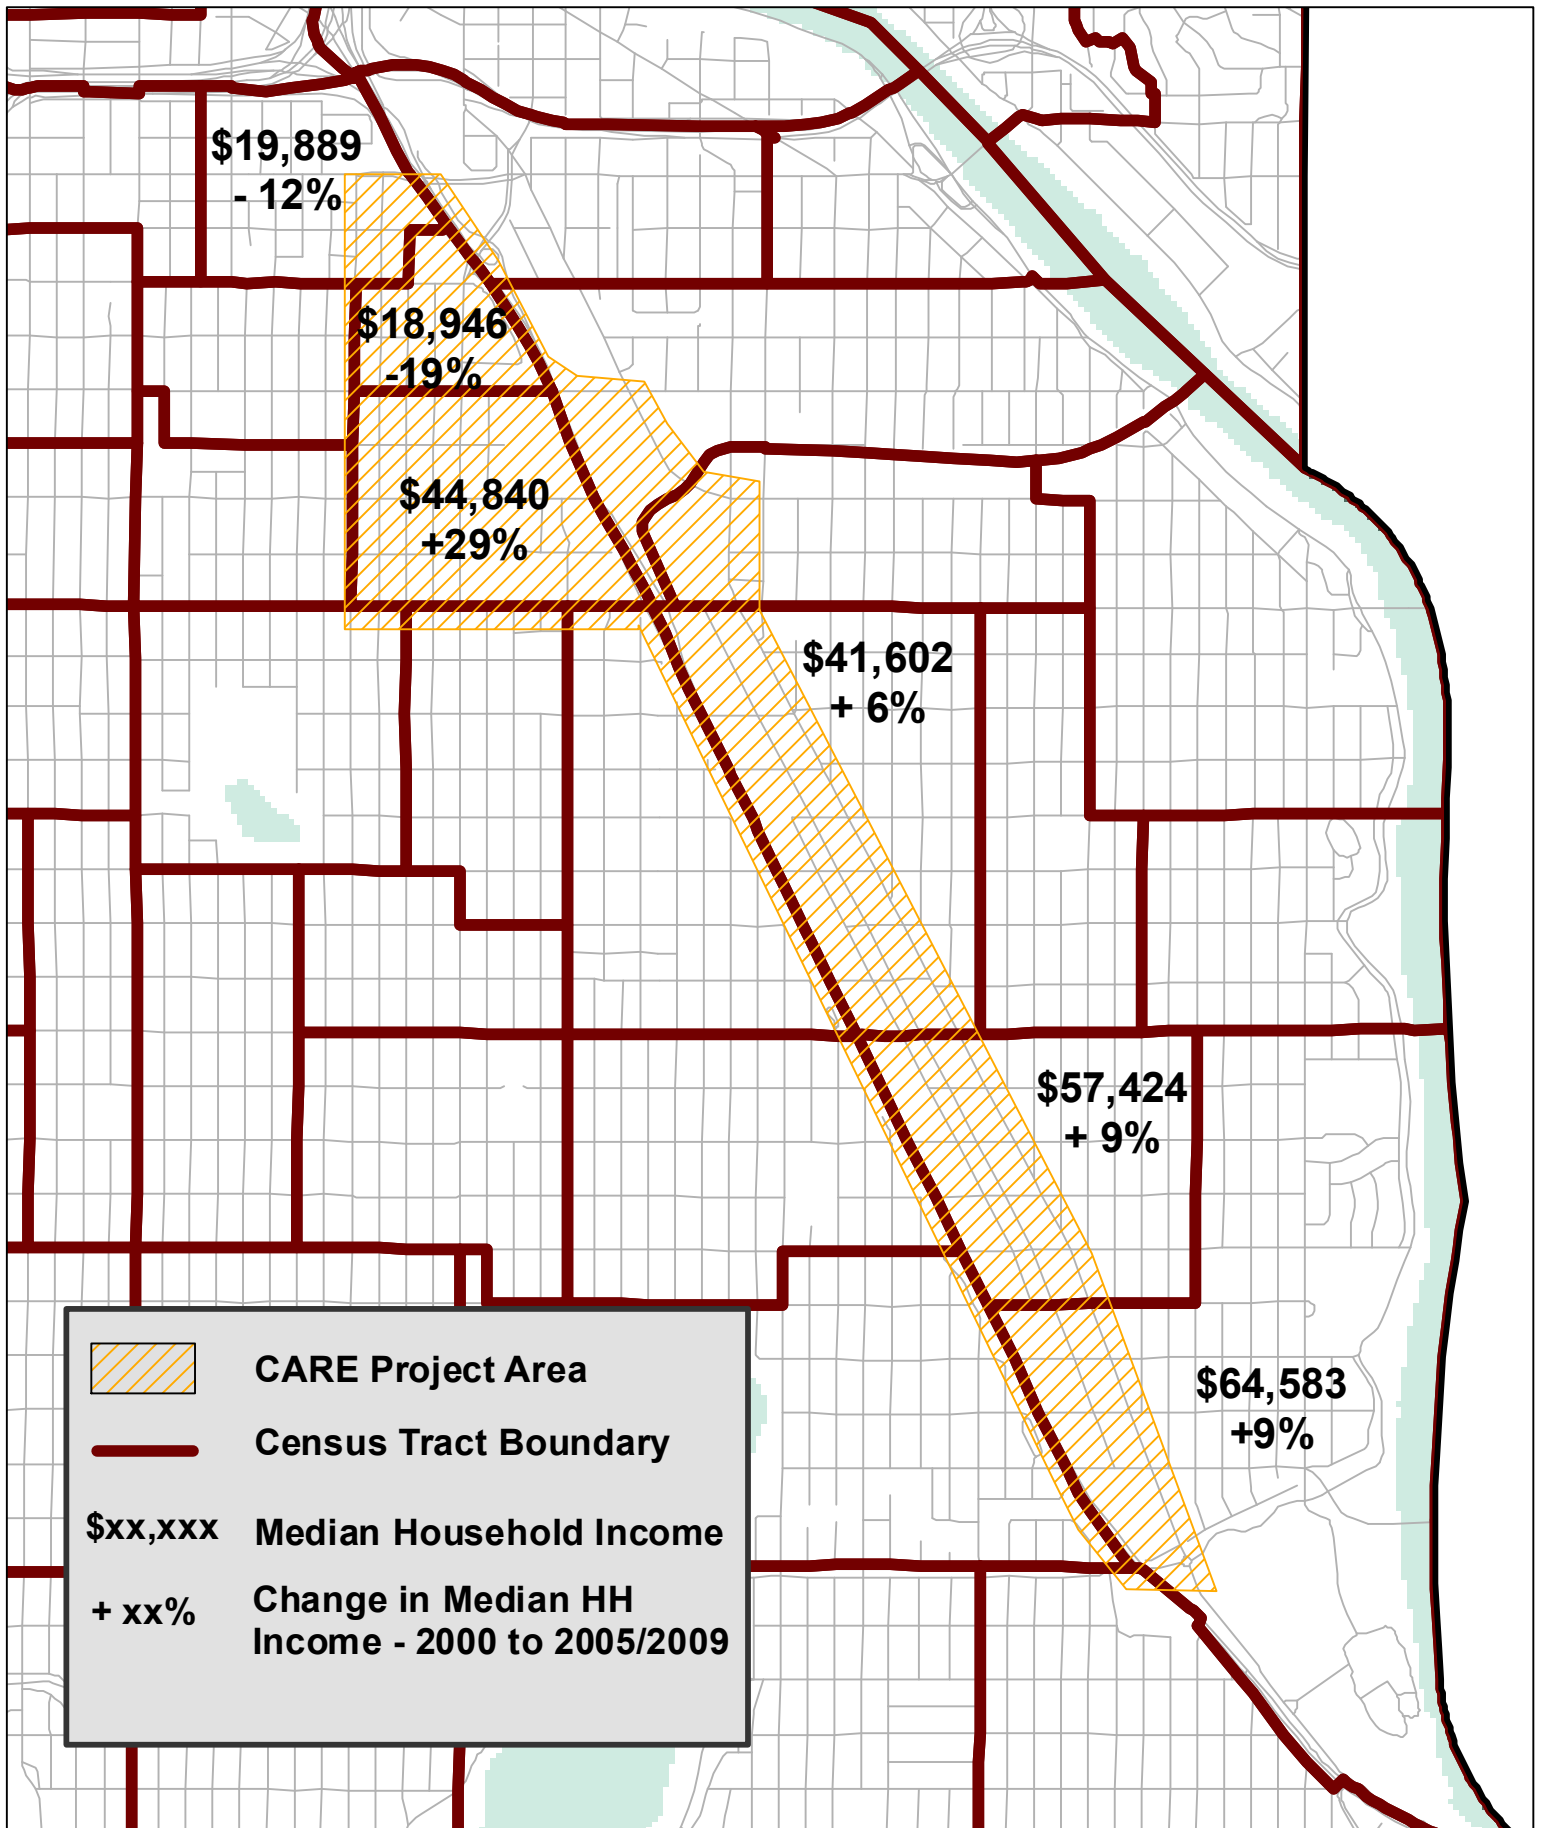 $19,889
- 12%
$18,946
-19%
$44,840
+29%
$41,602
+ 6%
$57,424
+ 9%
$64,583
+9%
CARE Project Area
Census Tract Boundary
$xx,xxx Median Household Income
+ xx% Change in Median HH
Income - 2000 to 2005/2009